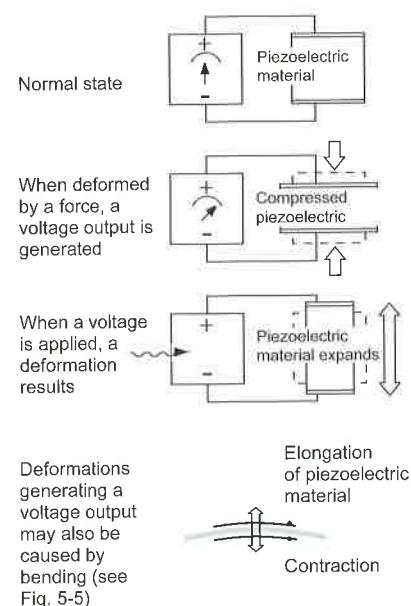 Normal state
+
-
Piezoelectric
material
When deformed
by a force, a
voltage output is
generated
+
-
Compressed
piezoelectric
When a voltage
is applied, a
deformation
results
+
-
Piezoelectric
material expands
Deformations
generating a
voltage output
may also be
caused by
bending (see
Fig. 5-5)
Elongation
of piezoelectric
material
Contraction